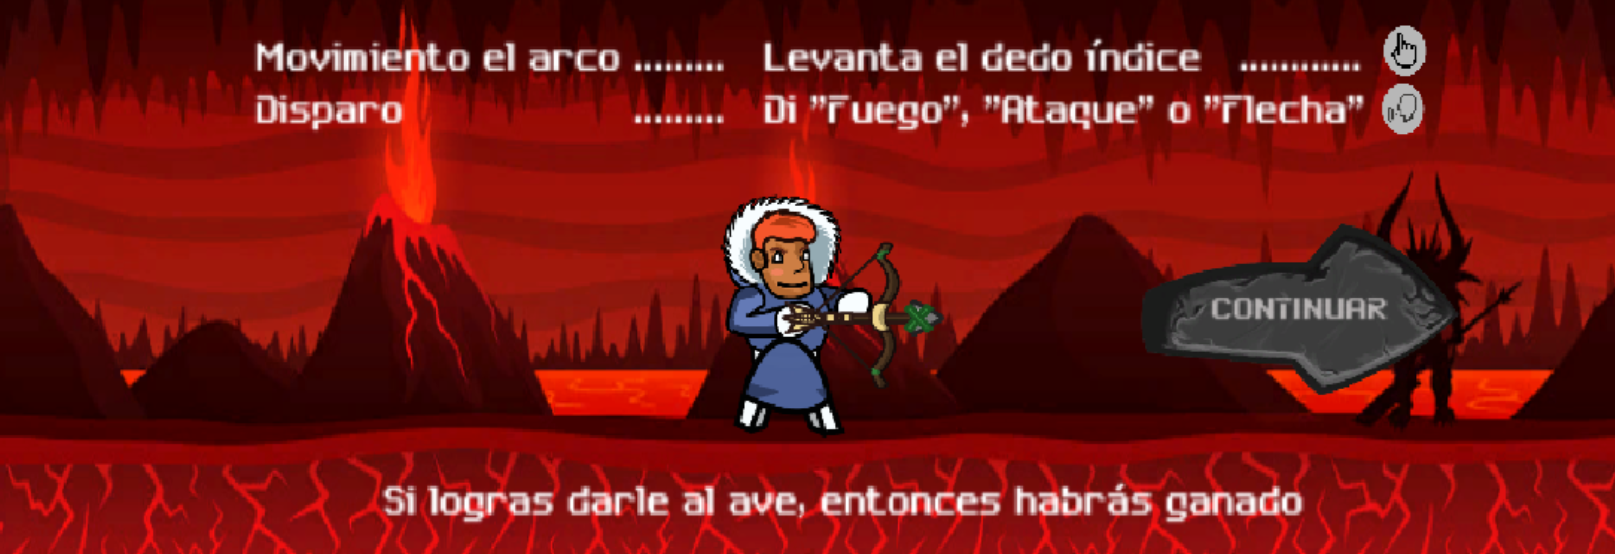 Movimiento el arco ......... Levanta el dedo índice ............
Disparo ......... Di "Fuego", "Ataque" o "Flecha"
CONTINUAR
Si logras darle al ave, entonces habrás ganado